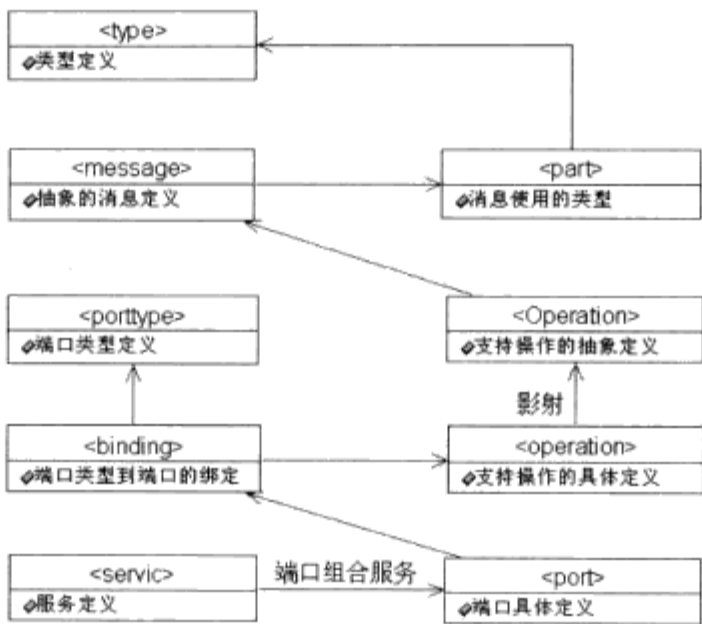 <type>
类型定义
<message>
抽象的消息定义
<part>
消息使用的类型
<porttype>
端口类型定义
<Operation>
支持操作的抽象定义
影射
<binding>
端口类型到端口的绑定
<operation>
支持操作的具体定义
<servic>
服务定义
端口组合服务
<port>
端口具体定义